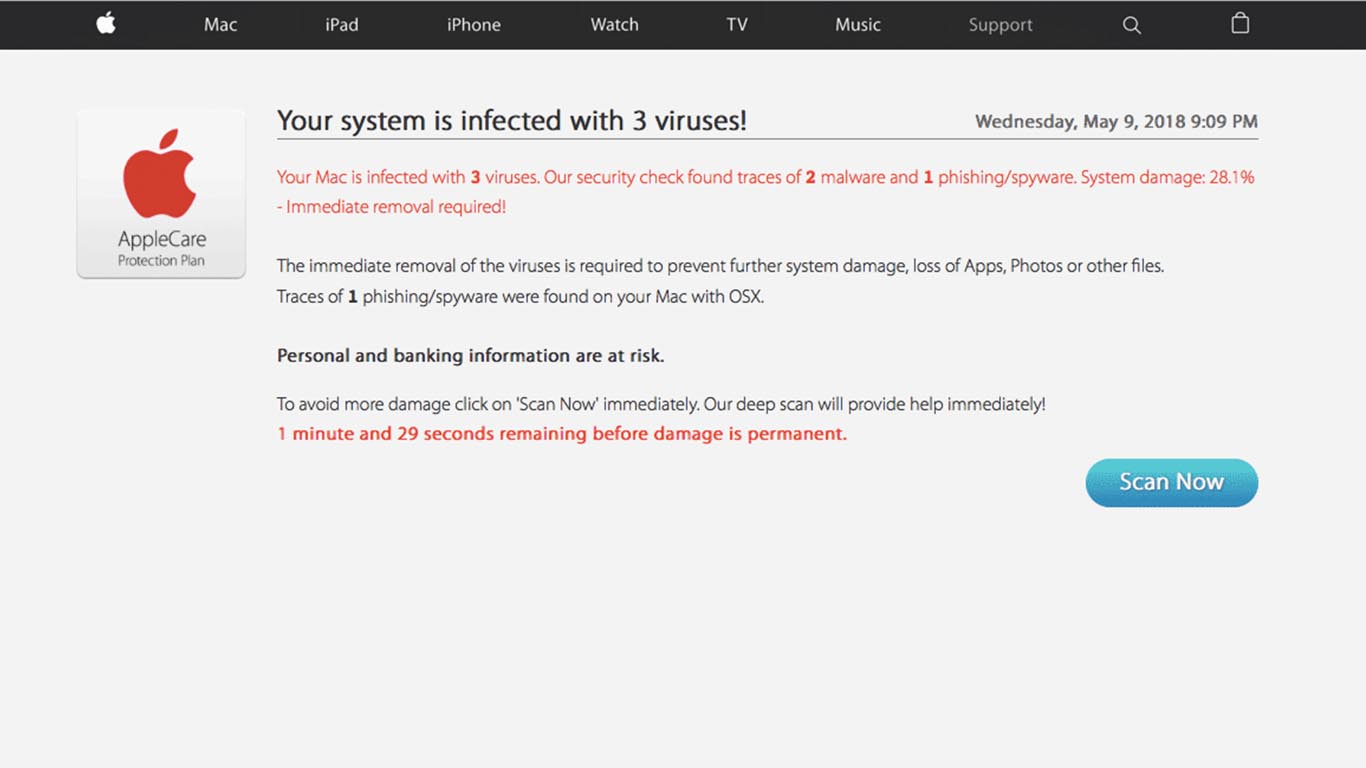 Mac iPad iPhone Watch TV Music Support
Your system is infected with 3 viruses!
Wednesday, May 9, 2018 9:09 PM
AppleCare
Protection Plan
Your Mac is infected with 3 viruses. Our security check found traces of 2 malware and 1 phishing/spyware. System damage: 28.1%
- Immediate removal required!
The immediate removal of the viruses is required to prevent further system damage, loss of Apps, Photos or other files.
Traces of 1 phishing/spyware were found on your Mac with OSX.
Personal and banking information are at risk.
To avoid more damage click on 'Scan Now' immediately. Our deep scan will provide help immediately!
1 minute and 29 seconds remaining before damage is permanent.
Scan Now